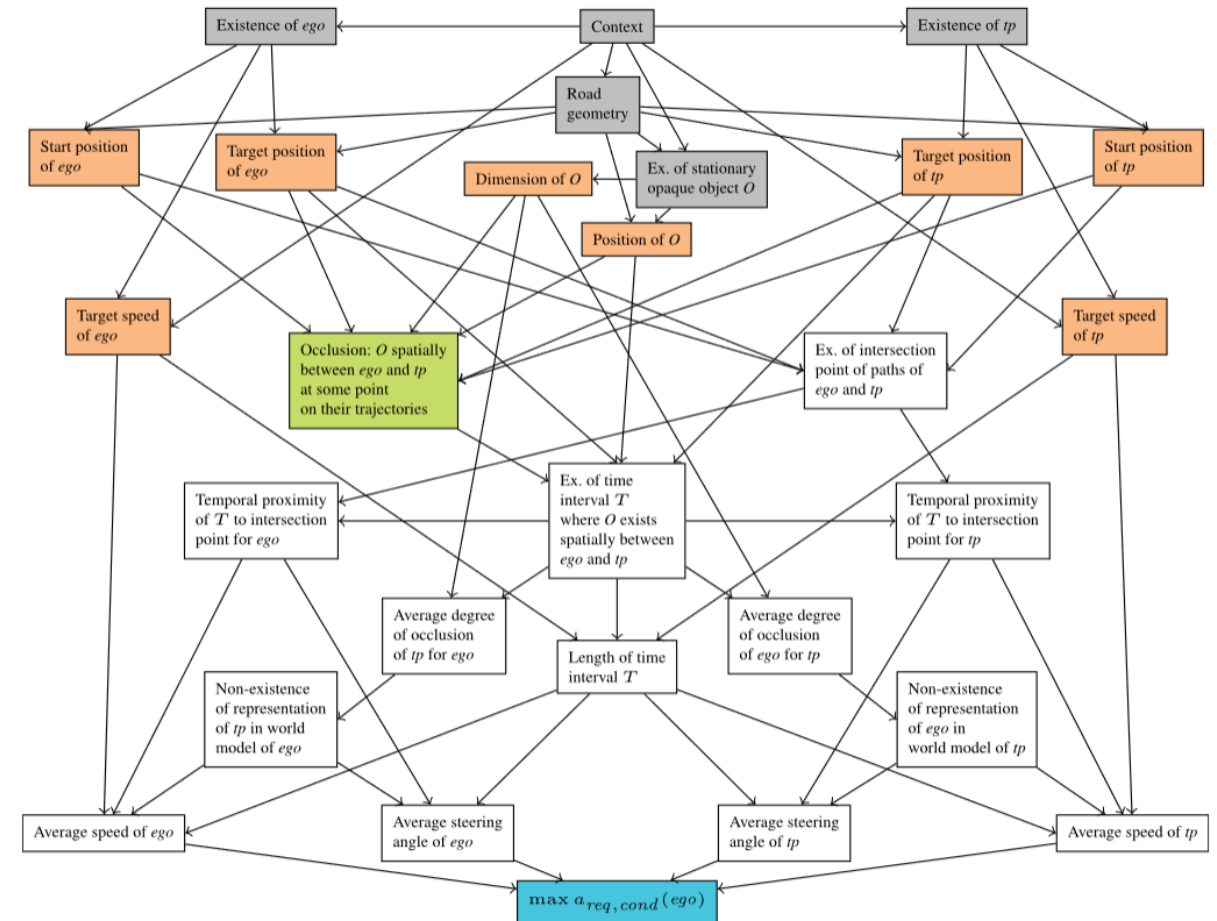 Existence of ego
Context
Existence of tp
Road
geometry
Start position
of ego
Target position
of ego
Dimension of O
Ex. of stationary
opaque object O
Target position
of tp
Start position
of tp
Position of O
Target speed
of ego
Target speed
of tp
Occlusion: O spatially
between ego and tp
at some point
on their trajectories
Ex. of intersection
point of paths of
ego and tp
Temporal proximity
of T to intersection
point for ego
Ex. of time
interval T
where O exists
spatially between
ego and tp
Temporal proximity
of T to intersection
point for tp
Average degree
of occlusion
of tp for ego
Length of time
interval T
Average degree
of occlusion
of ego for tp
Non-existence
of representation
of tp in world
model of ego
Non-existence
of representation
of ego in
world model of tp
Average speed of ego
Average steering
angle of ego
Average steering
angle of tp
Average speed of tp
max a_{req,cond}(ego)